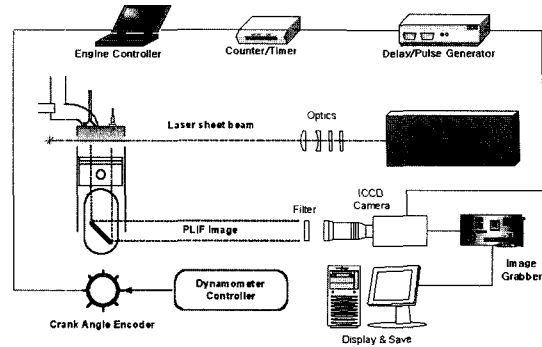 Engine Controller
Counter/Timer
Delay/Pulse Generator
Laser sheet beam
Optics
ICCD
Camera
Filter
PLIF Image
Image
Grabber
Dynamometer
Controller
Crank Angle Encoder
Display & Save